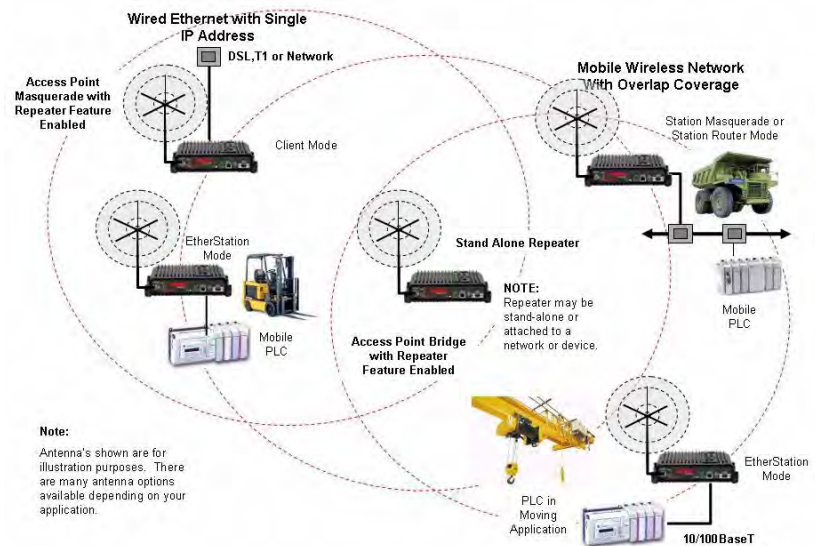 Wired Ethernet with Single
IP Address
DSL,T1 or Network
Access Point
Masquerade with
Repeater Feature
Enabled
Client Mode
Mobile Wireless Network
With Overlap Coverage
Station Masquerade or
Station Router Mode
EtherStation
Mode
Mobile
PLC
Stand Alone Repeater
NOTE:
Repeater may be
stand-alone or
attached to a
network or device.
Access Point Bridge
with Repeater
Feature Enabled
Mobile
PLC
Note:
Antenna's shown are for
illustration purposes. There
are many antenna options
available depending on your
application.
PLC in
Moving
Application
EtherStation
Mode
10/100BaseT